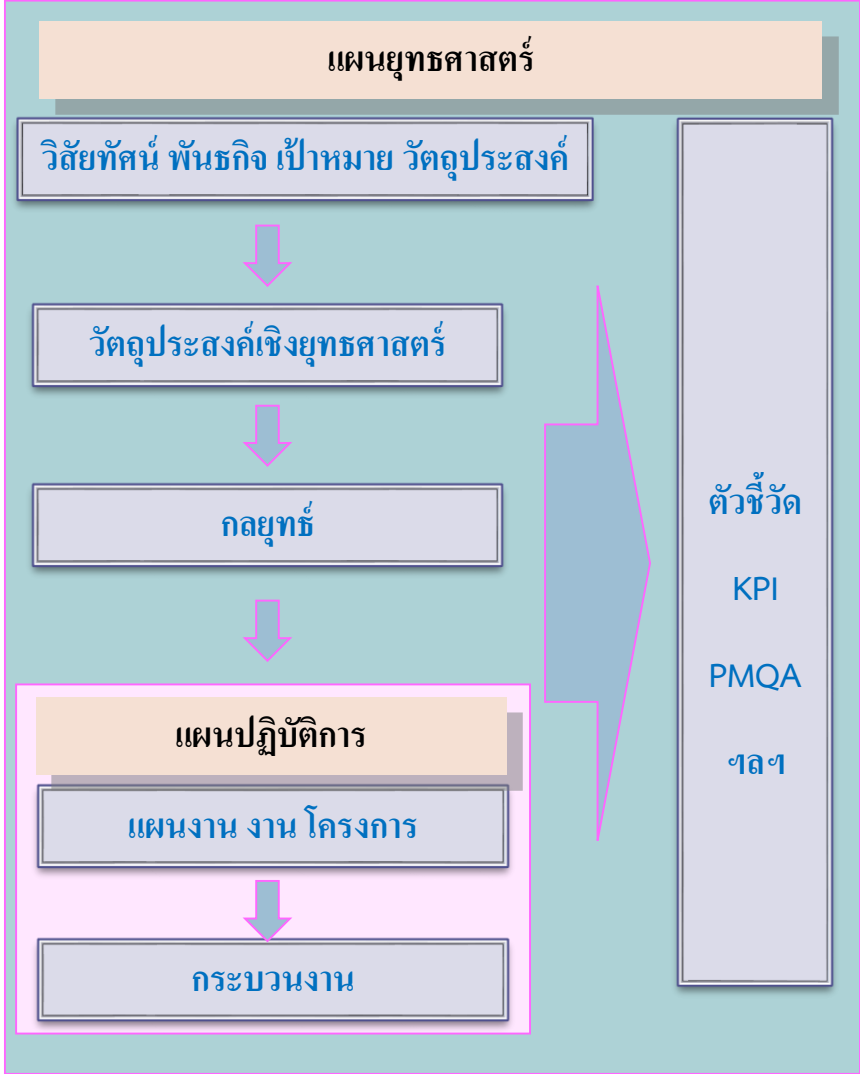 แผนยุทธศาสตร์
วิสัยทัศน์ พันธกิจ เป้าหมาย วัตถุประสงค์
วัตถุประสงค์เชิงยุทธศาสตร์
กลยุทธ์
แผนปฏิบัติการ
แผนงาน งาน โครงการ
กระบวนงาน
ตัวชี้วัด
KPI
PMQA
ฯลฯ